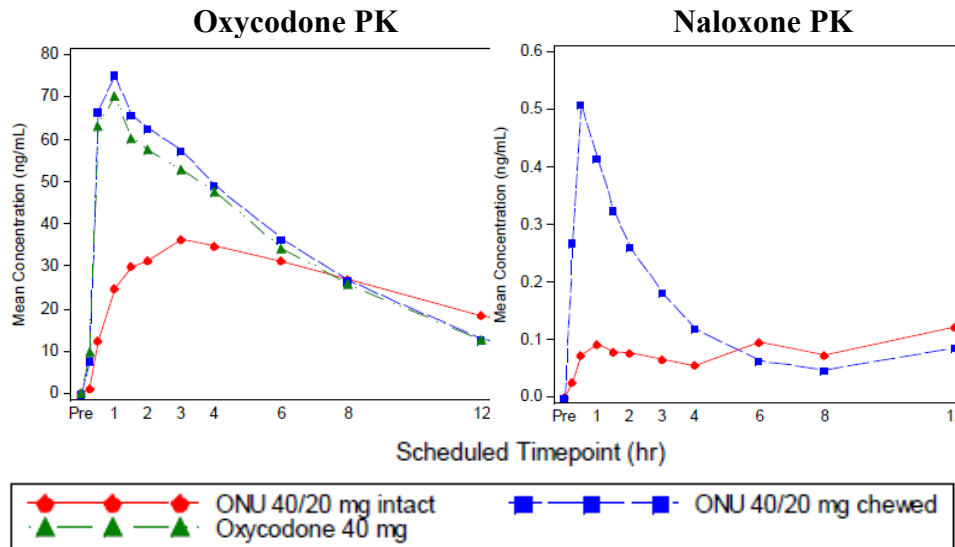 Oxycodone PK
Naloxone PK
Mean Concentration (ng/mL)
80
70
60
50
40
30
20
10
0
Pre 1 2 3 4 6 8 12
Mean Concentration (ng/mL)
0.6
0.5
0.4
0.3
0.2
0.1
0.0
Pre 1 2 3 4 6 8
Scheduled Timepoint (hr)
ONU 40/20 mg intact
ONU 40/20 mg chewed
Oxycodone 40 mg